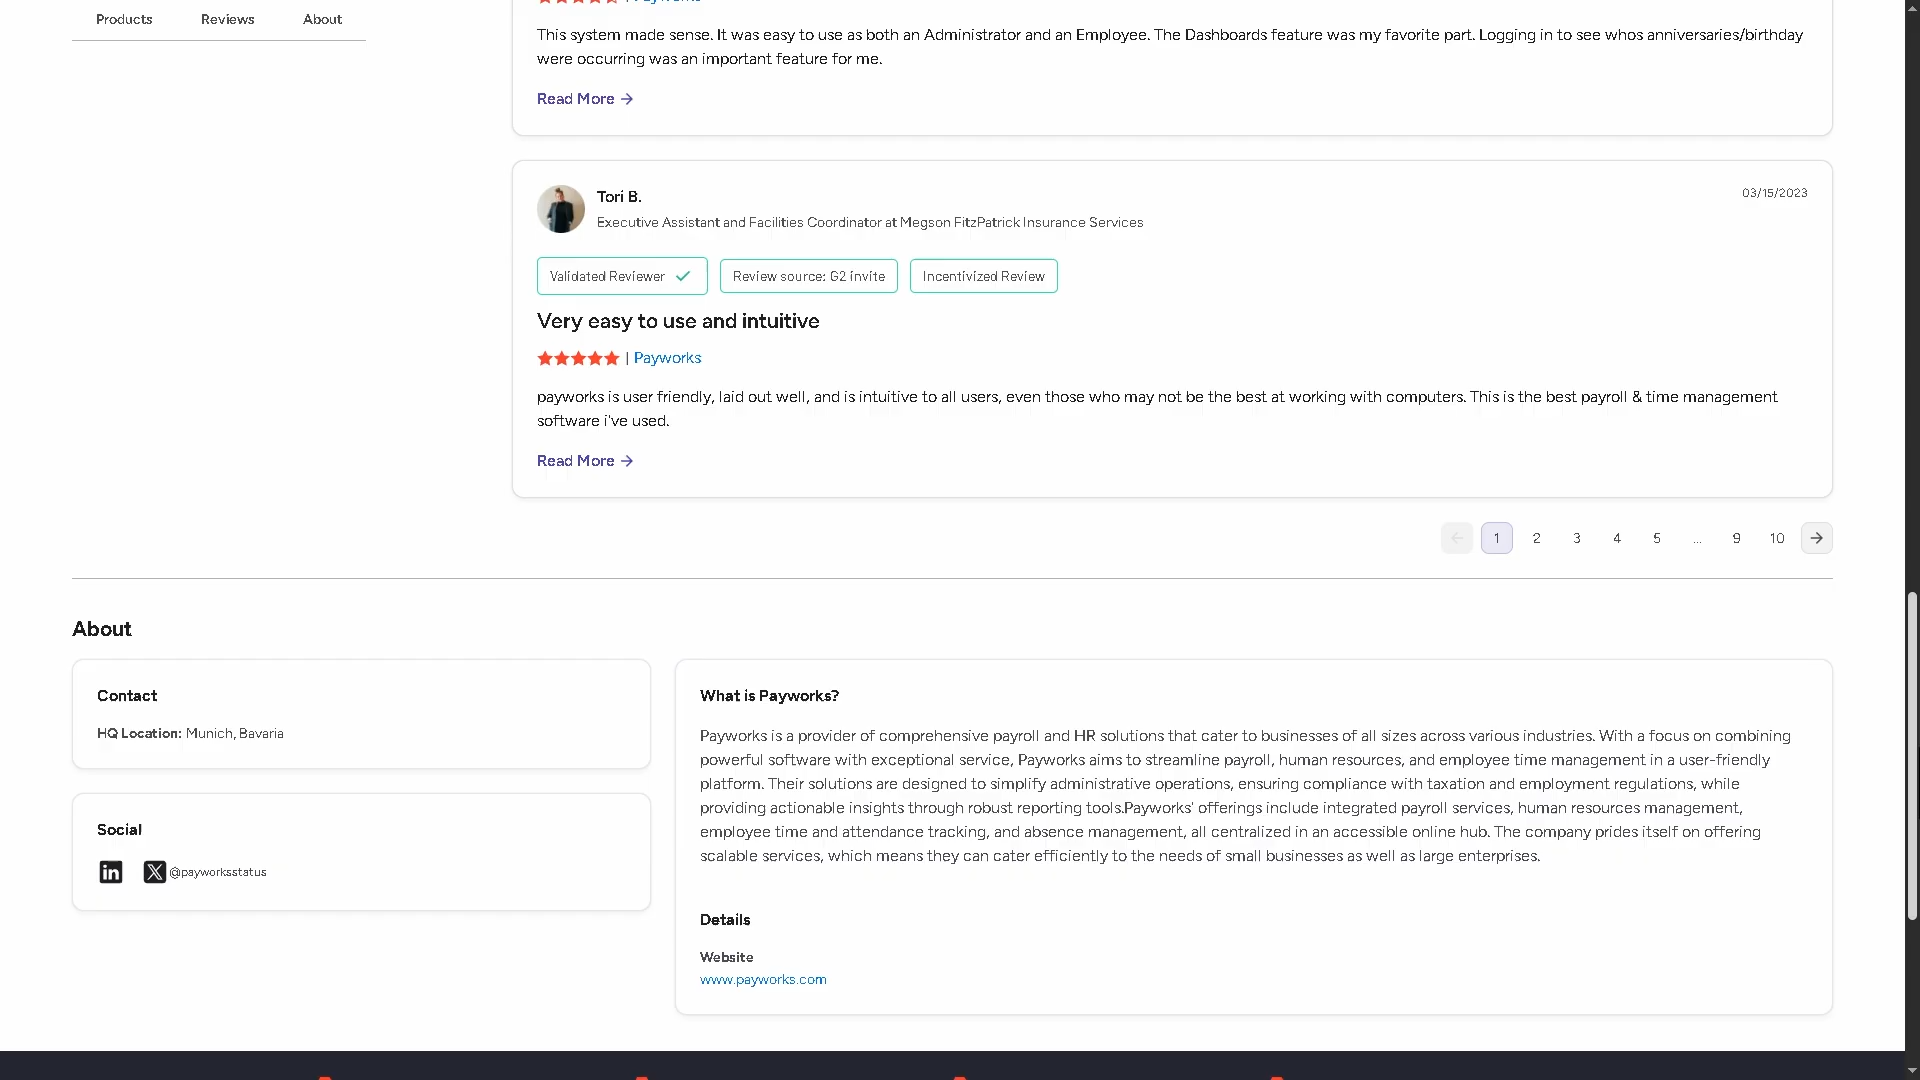 Products
Reviews
About
This system made sense. It was easy to use as both an Administrator and an Employee. The Dashboards feature was my favorite part. Logging in to see whos anniversaries/birthday
were occurring was an important feature for me.
Read More
Tori B.
03/15/2023
Executive Assistant and Facilities Coordinator at Megson FitzPatrick Insurance Services
Validated Reviewer
Review source: G2 invite
Incentivized Review
Very easy to use and intuitive
| Payworks
payworks is user friendly, laid out well, and is intuitive to all users, even those who may not be the best at working with computers. This is the best payroll & time management
software i've used.
Read More
1 2 3 4 5 ... 9 10
About
Contact
HQ Location: Munich, Bavaria
Social
@payworksstatus
What is Payworks?
Payworks is a provider of comprehensive payroll and HR solutions that cater to businesses of all sizes across various industries. With a focus on combining
powerful software with exceptional service, Payworks aims to streamline payroll, human resources, and employee time management in a user-friendly
platform. Their solutions are designed to simplify administrative operations, ensuring compliance with taxation and employment regulations, while
providing actionable insights through robust reporting tools.Payworks' offerings include integrated payroll services, human resources management,
employee time and attendance tracking, and absence management, all centralized in an accessible online hub. The company prides itself on offering
scalable services, which means they can cater efficiently to the needs of small businesses as well as large enterprises.
Details
Website
www.payworks.com